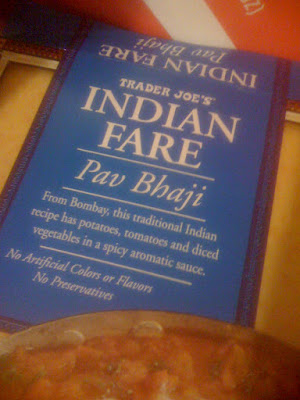 Z)
INDIAN FARE
Pav Bhaji
TRADER JOE'S
INDIAN
FARE
Pav Bhaji
From Bombay, this traditional Indian
recipe has potatoes, tomatoes and diced
vegetables in a spicy aromatic sauce.
No Artificial Colors or Flavors
No Preservatives